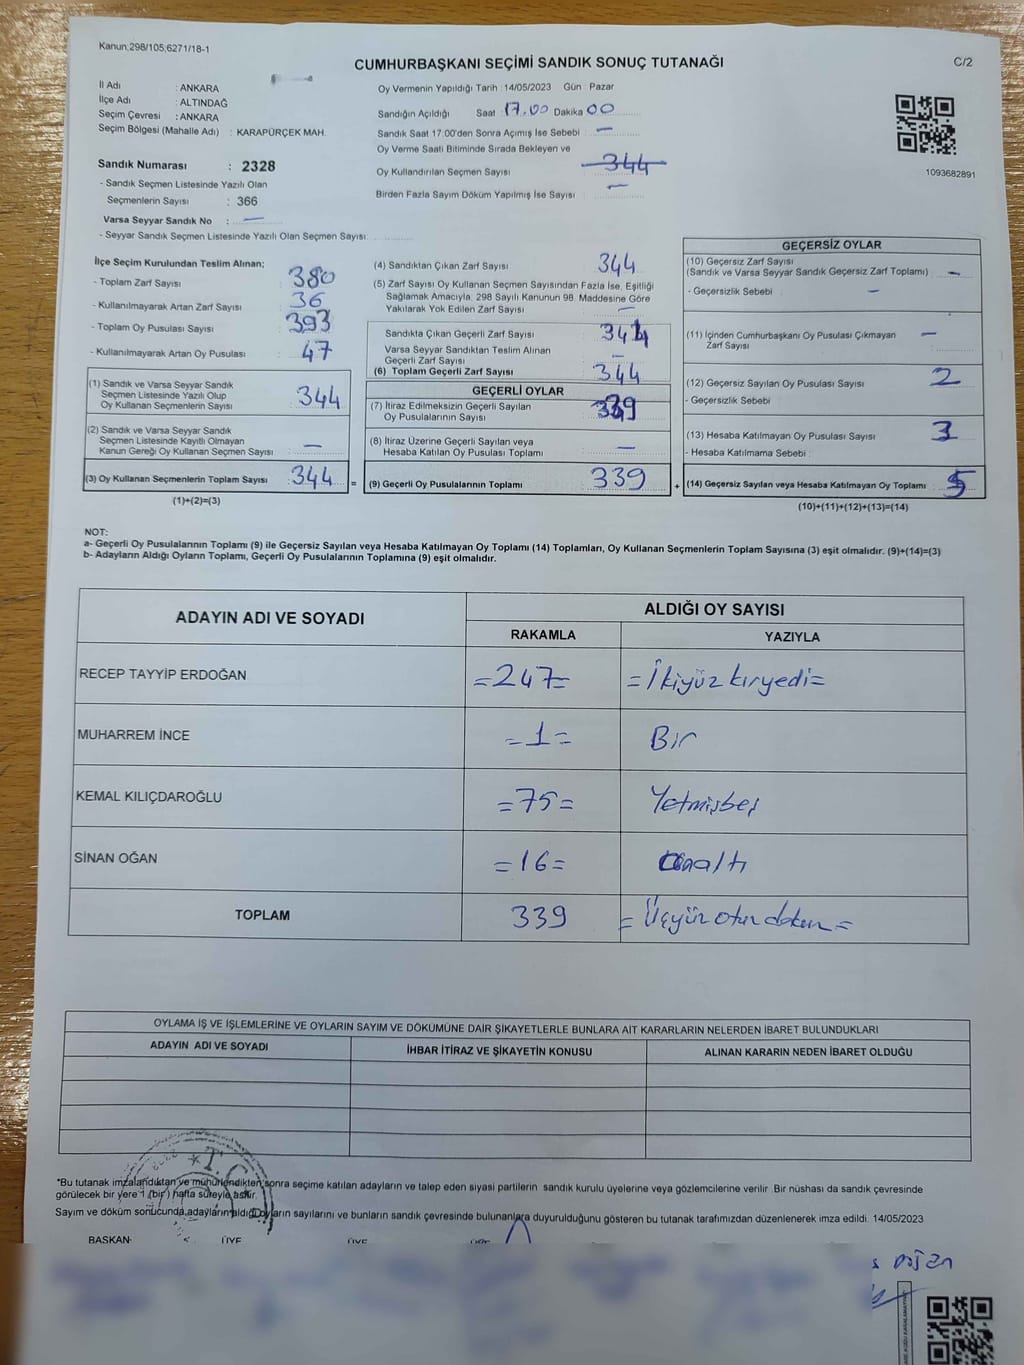 Kanun;298/105;6271/18-1
CUMHURBAŞKANI SEÇİMİ SANDIK SONUÇ TUTANAĞI
C/2
İl Adı : ANKARA
İlçe Adı : ALTINDAĞ
Seçim Çevresi : ANKARA
Seçim Bölgesi (Mahalle Adı) : KARAPÜRÇEK MAH.
Sandık Numarası : 2328
- Sandık Seçmen Listesinde Yazılı Olan
Seçmenlerin Sayısı : 366
Varsa Seyyar Sandık No : —
- Seyyar Sandık Seçmen Listesinde Yazılı Olan Seçmen Sayısı
Oy Vermenin Yapıldığı Tarih : 14/05/2023 Gün : Pazar
Sandığın Açıldığı Saat : 17.00 Dakika 00
Sandık Saat 17:00'den Sonra Açımış İse Sebebi : —
Oy Verme Saati Bitiminde Sırada Bekleyen ve
Oy Kullandırılan Seçmen Sayısı : 344
Birden Fazla Sayım Döküm Yapılmış İse Sayısı : —
1093682891
İlçe Seçim Kurulundan Teslim Alınan;
- Toplam Zarf Sayısı : 380
- Kullanılmayarak Artan Zarf Sayısı : 36
- Toplam Oy Pusulası Sayısı : 393
- Kullanılmayarak Artan Oy Pusulası : 47
(1) Sandık ve Varsa Seyyar Sandık
Seçmen Listesinde Yazılı Olup
Oy Kullanan Seçmenlerin Sayısı : 344
(2) Sandık ve Varsa Seyyar Sandık
Seçmen Listesinde Kayıtlı Olmayan
Kanun Gereği Oy Kullanan Seçmen Sayısı : —
(3) Oy Kullanan Seçmenlerin Toplam Sayısı : 344 =
(1)+(2)=(3)
(4) Sandıktan Çıkan Zarf Sayısı : 344
(5) Zarf Sayısı Oy Kullanan Seçmen Sayısından Fazla İse, Eşitliği
Sağlamak Amacıyla, 298 Sayılı Kanunun 98. Maddesine Göre
Yakılarak Yok Edilen Zarf Sayısı : —
Sandıkta Çıkan Geçerli Zarf Sayısı : 344
Varsa Seyyar Sandıktan Teslim Alınan
Geçerli Zarf Sayısı : —
(6) Toplam Geçerli Zarf Sayısı : 344
GEÇERLİ OYLAR
(7) İtiraz Edilmeksizin Geçerli Sayılan
Oy Pusulalarının Sayısı : 339
(8) İtiraz Üzerine Geçerli Sayılan veya
Hesaba Katılan Oy Pusulası Toplamı : —
(9) Geçerli Oy Pusulalarının Toplamı : 339 +
GEÇERSİZ OYLAR
(10) Geçersiz Zarf Sayısı
(Sandık ve Varsa Seyyar Sandık Geçersiz Zarf Toplamı) : —
- Geçersizlik Sebebi : —
(11) İçinden Cumhurbaşkanı Oy Pusulası Çıkmayan
Zarf Sayısı : —
(12) Geçersiz Sayılan Oy Pusulası Sayısı : 2
- Geçersizlik Sebebi
(13) Hesaba Katılmayan Oy Pusulası Sayısı : 3
- Hesaba Katılmama Sebebi :
(14) Geçersiz Sayılan veya Hesaba Katılmayan Oy Toplamı : 5
(10)+(11)+(12)+(13)=(14)
NOT:
a- Geçerli Oy Pusulalarının Toplamı (9) ile Geçersiz Sayılan veya Hesaba Katılmayan Oy Toplamı (14) Toplamları, Oy Kullanan Seçmenlerin Toplam Sayısına (3) eşit olmalıdır. (9)+(14)=(3)
b- Adayların Aldığı Oyların Toplamı, Geçerli Oy Pusulalarının Toplamına (9) eşit olmalıdır.
ADAYIN ADI VE SOYADI
ALDIĞI OY SAYISI
RAKAMLA YAZIYLA
RECEP TAYYİP ERDOĞAN =247= =İkiyüz kıryedi=
MUHARREM İNCE =1= Bir
KEMAL KILIÇDAROĞLU =75= Yetmişbeş
SİNAN OĞAN =16= Onaltı
TOPLAM 339 =Üçyüz otuz dokuz=
OYLAMA İŞ VE İŞLEMLERİNE VE OYLARIN SAYIM VE DÖKÜMÜNE DAİR ŞİKAYETLERLE BUNLARA AİT KARARLARIN NELERDEN İBARET BULUNDUKLARI
ADAYIN ADI VE SOYADI İHBAR İTİRAZ VE ŞİKAYETİN KONUSU ALINAN KARARIN NEDEN İBARET OLDUĞU
T.C
*Bu tutanak imzalandıktan ve mühürlendikten sonra seçime katılan adayların ve talep eden siyasi partilerin sandık kurulu üyelerine veya gözlemcilerine verilir. Bir nüshası da sandık çevresinde
görülecek bir yere 1 (bir) hafta süreyle asılır.
Sayım ve döküm sonucunda adayların aldığı oyların sayılarını ve bunların sandık çevresinde bulunanlara duyurulduğunu gösteren bu tutanak tarafımızdan düzenlenerek imza edildi. 14/05/2023
BAŞKAN ÜYE ÜYE